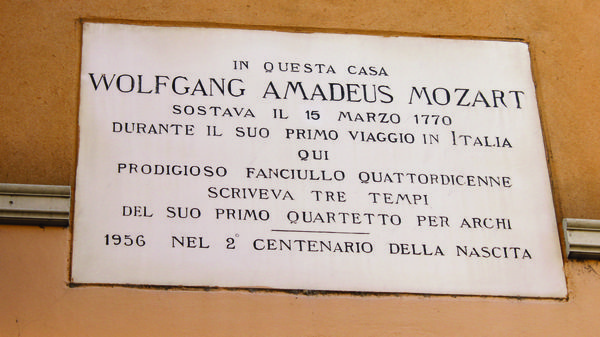 IN QUESTA CASA
WOLFGANG AMADEUS MOZART
SOSTAVA IL 15 MARZO 1770
DURANTE IL SUO PRIMO VIAGGIO IN ITALIA
QUI
PRODIGIOSO FANCIULLO QUATTORDICENNE
SCRIVEVA TRE TEMPI
DEL SUO PRIMO QUARTETTO PER ARCHI
1956 NEL 2° CENTENARIO DELLA NASCITA